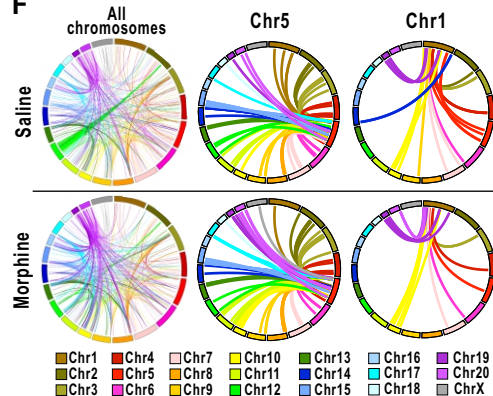 F
All
chromosomes
Chr5
Chr1
Saline
Morphine
Chr1 Chr4 Chr7 Chr10 Chr13 Chr16 Chr19
Chr2 Chr5 Chr8 Chr11 Chr14 Chr17 Chr20
Chr3 Chr6 Chr9 Chr12 Chr15 Chr18 ChrX